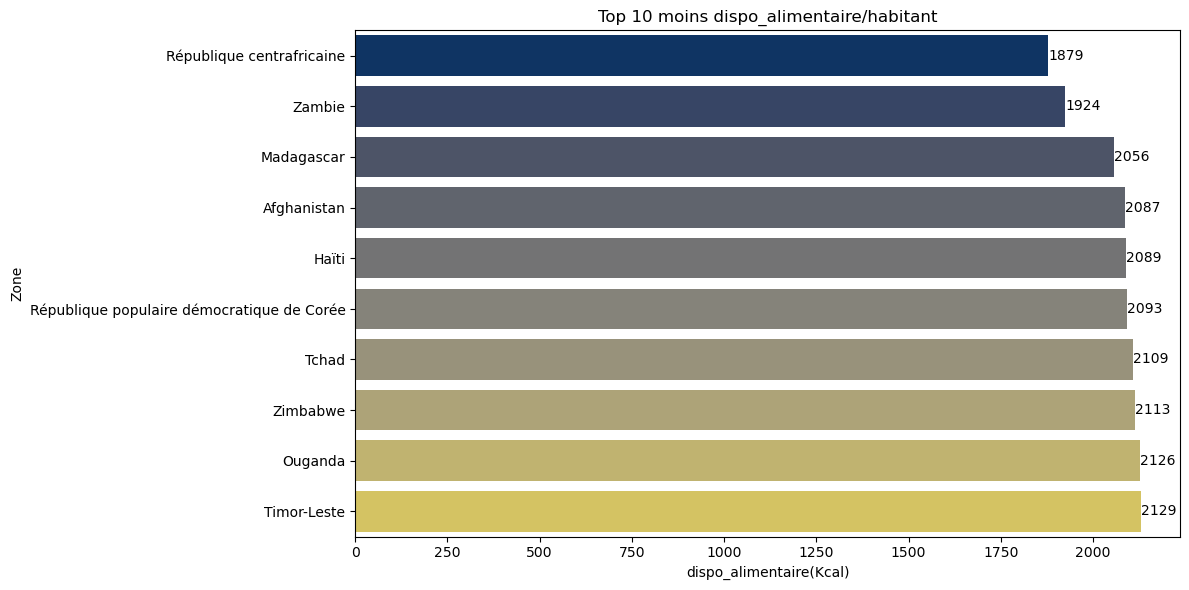 Top 10 moins dispo_alimentaire/habitant
Zone
République centrafricaine 1879
Zambie 1924
Madagascar 2056
Afghanistan 2087
Haïti 2089
République populaire démocratique de Corée 2093
Tchad 2109
Zimbabwe 2113
Ouganda 2126
Timor-Leste 2129
0 250 500 750 1000 1250 1500 1750 2000
dispo_alimentaire(Kcal)